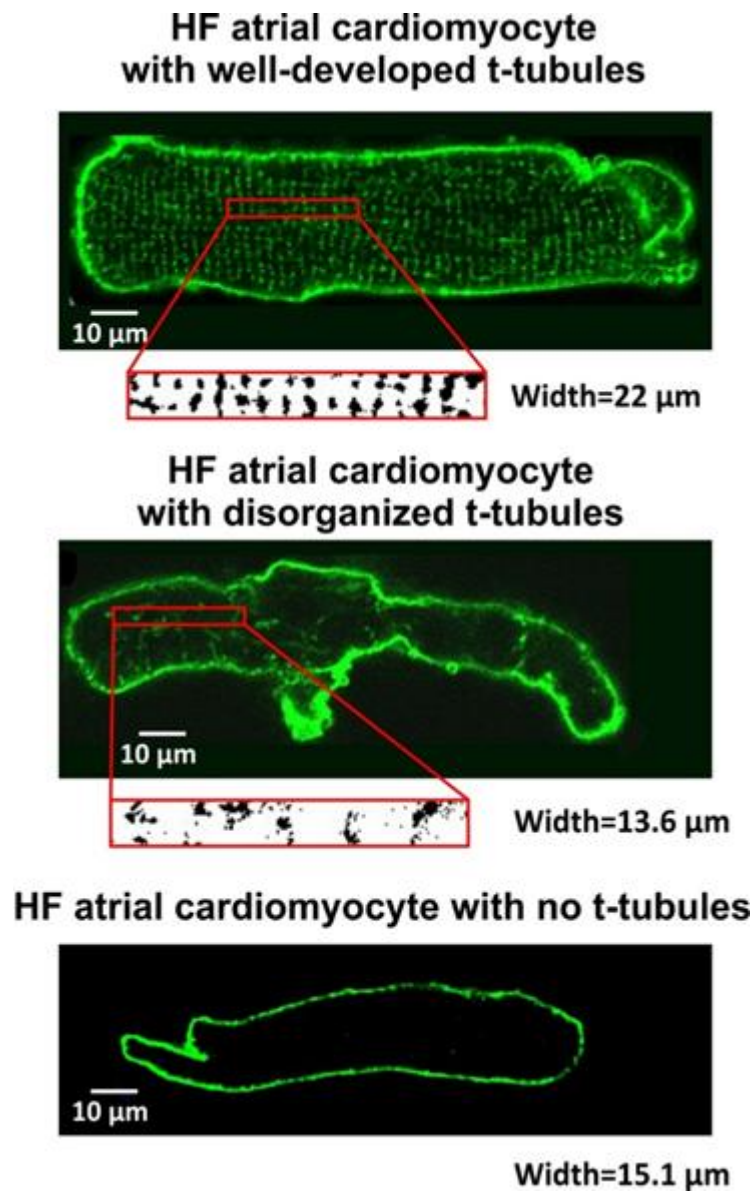 HF atrial cardiomyocyte
with well-developed t-tubules
10 μm
Width=22 μm
HF atrial cardiomyocyte
with disorganized t-tubules
10 μm
Width=13.6 μm
HF atrial cardiomyocyte with no t-tubules
10 μm
Width=15.1 μm